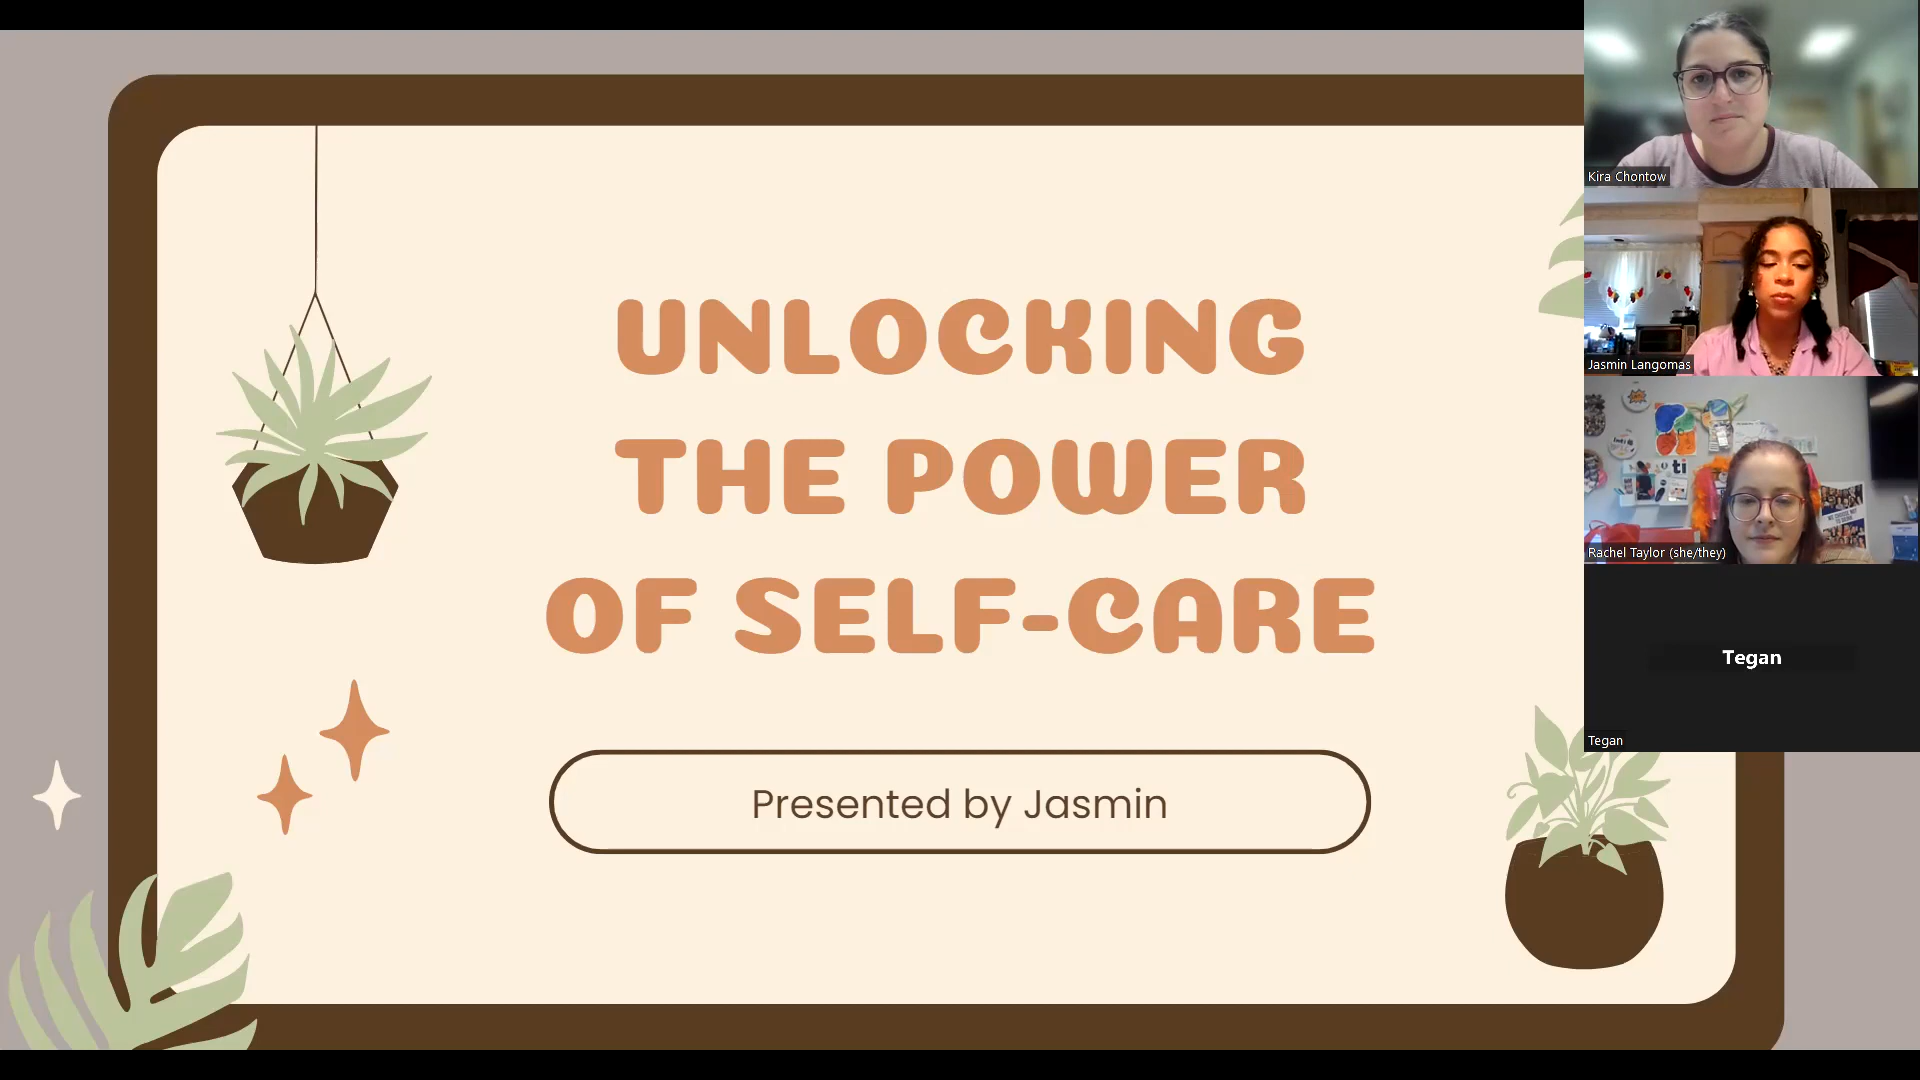 UNLOCKING
THE POWER
OF SELF-CARE
Presented by Jasmin
Kira Chontow
Jasmin Langomas
Rachel Taylor (she/they)
Tegan
Tegan